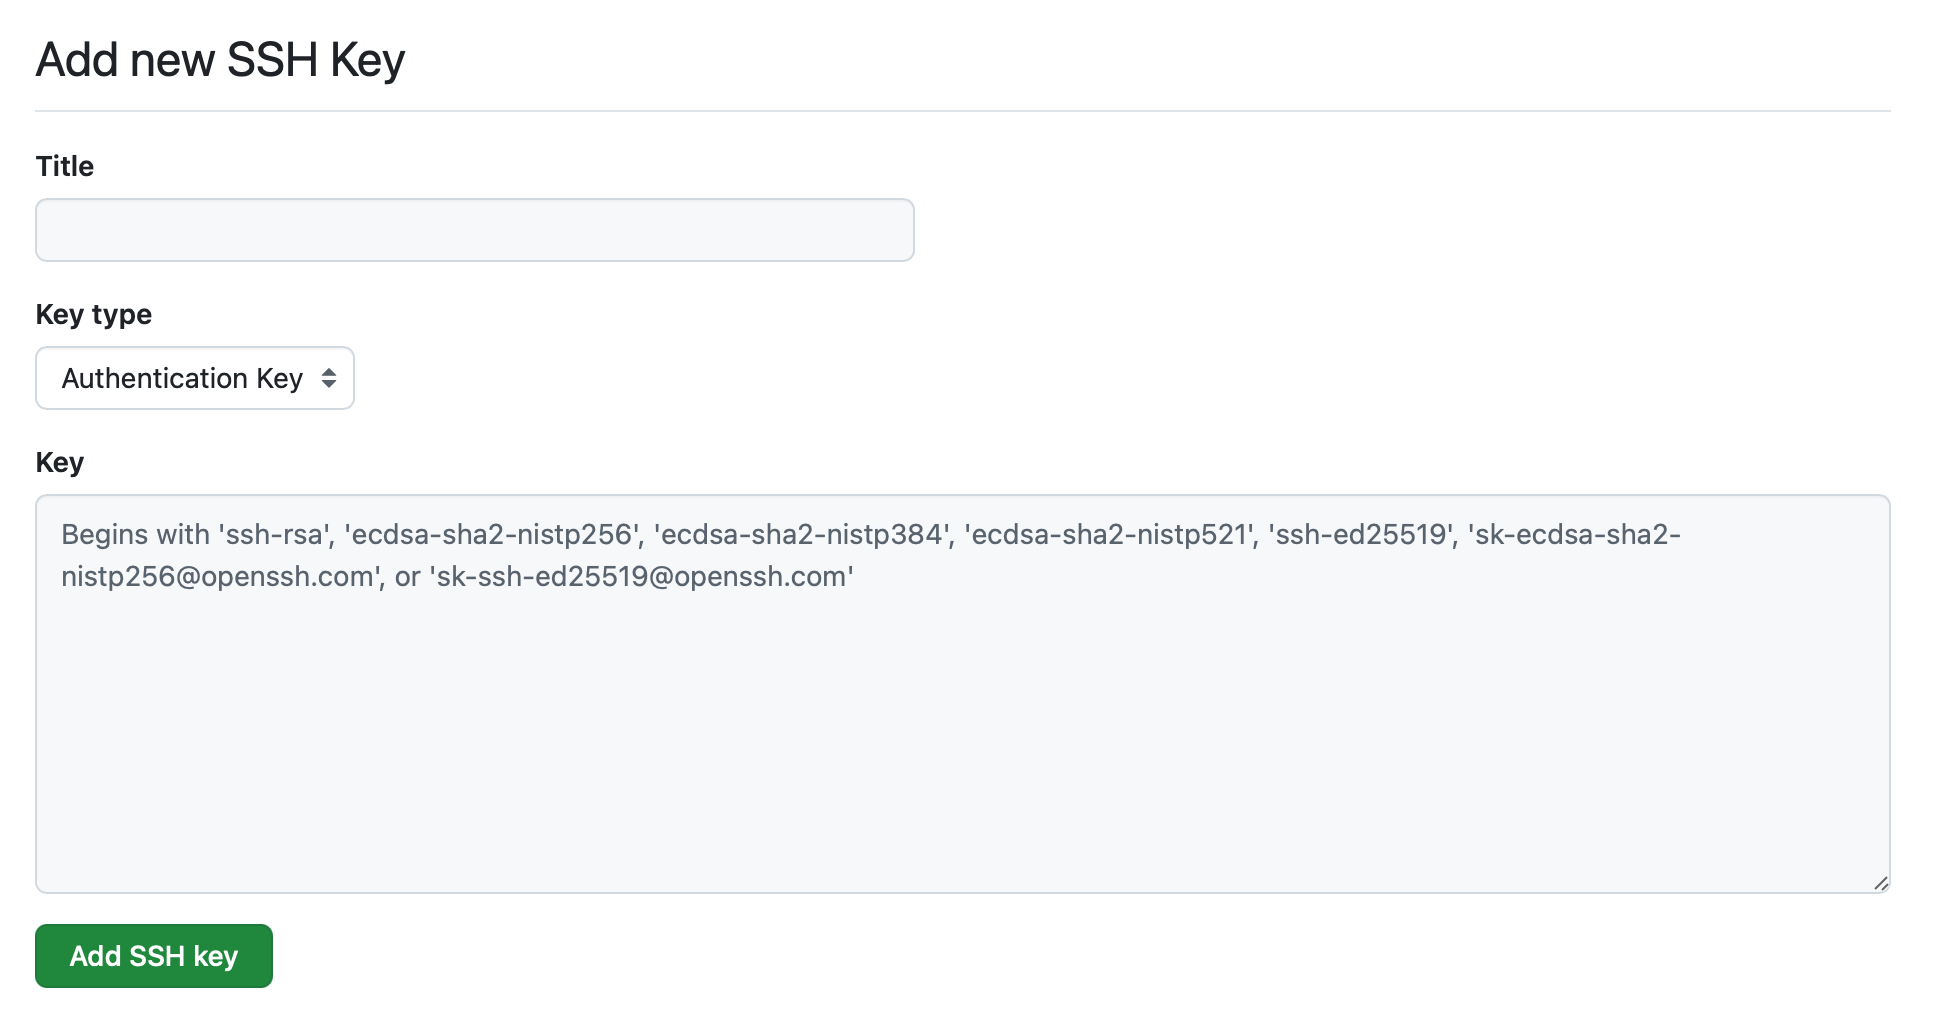 Add new SSH Key
Title
Key type
Authentication Key
Key
Begins with 'ssh-rsa', 'ecdsa-sha2-nistp256', 'ecdsa-sha2-nistp384', 'ecdsa-sha2-nistp521', 'ssh-ed25519', 'sk-ecdsa-sha2-
nistp256@openssh.com', or 'sk-ssh-ed25519@openssh.com'
Add SSH key